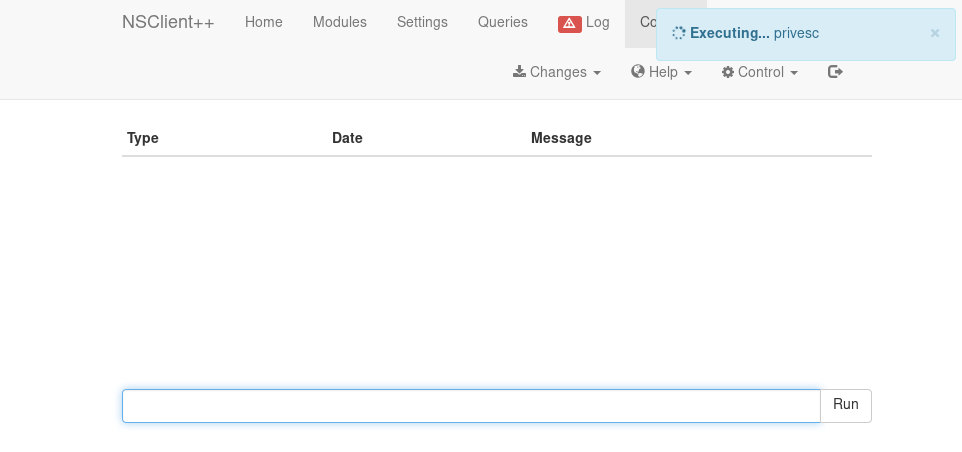 NSClient++ Home Modules Settings Queries Log Co
Executing... privesc ×
Changes Help Control
Type Date Message
Run